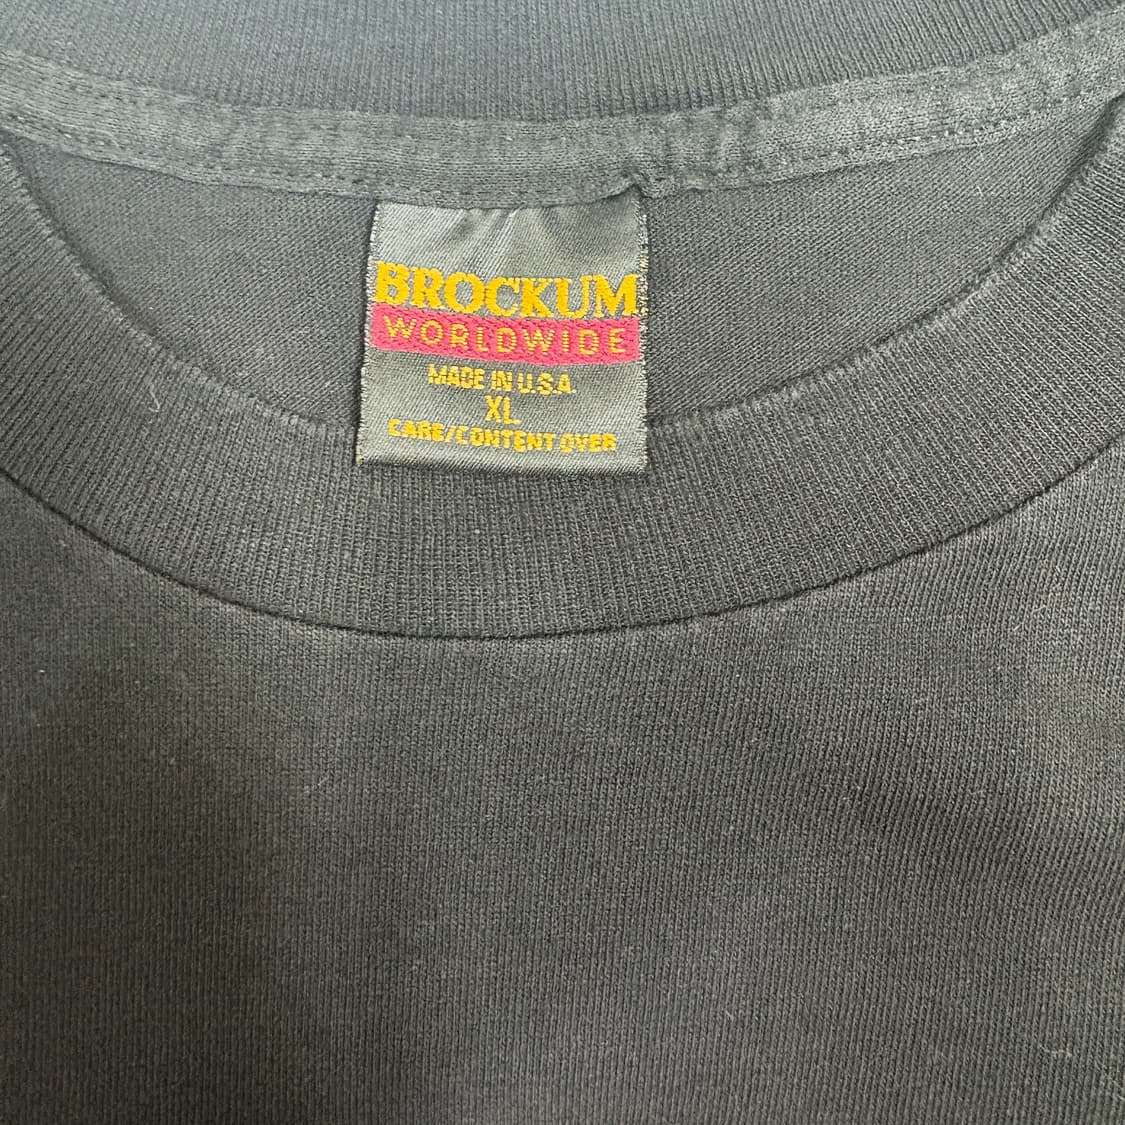 BROCKUM
WORLDWIDE
MADE IN U.S.A.
XL
CARE/CONTENT OVER